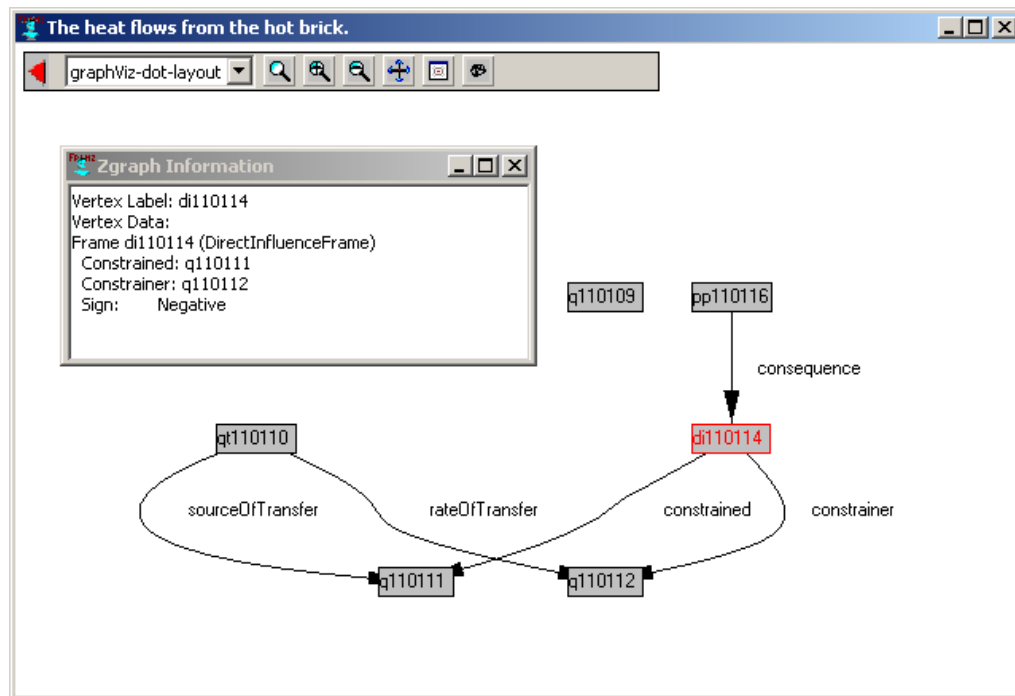 The heat flows from the hot brick.
graphViz-dot-layout
Zgraph Information
Vertex Label: di110114
Vertex Data:
Frame di110114 (DirectInfluenceFrame)
Constrained: q110111
Constrainer: q110112
Sign: Negative
q110109
pp110116
consequence
qt110110
di110114
sourceOfTransfer
rateOfTransfer
constrained
constrainer
q110111
q110112